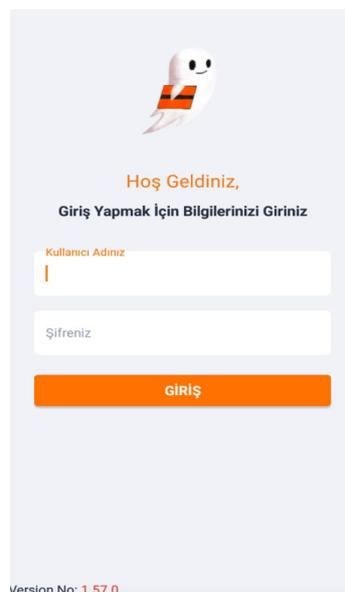 Hoş Geldiniz,
Giriş Yapmak İçin Bilgilerinizi Giriniz
Kullanıcı Adınız
Şifreniz
GİRİŞ
Version No: 1.57.0